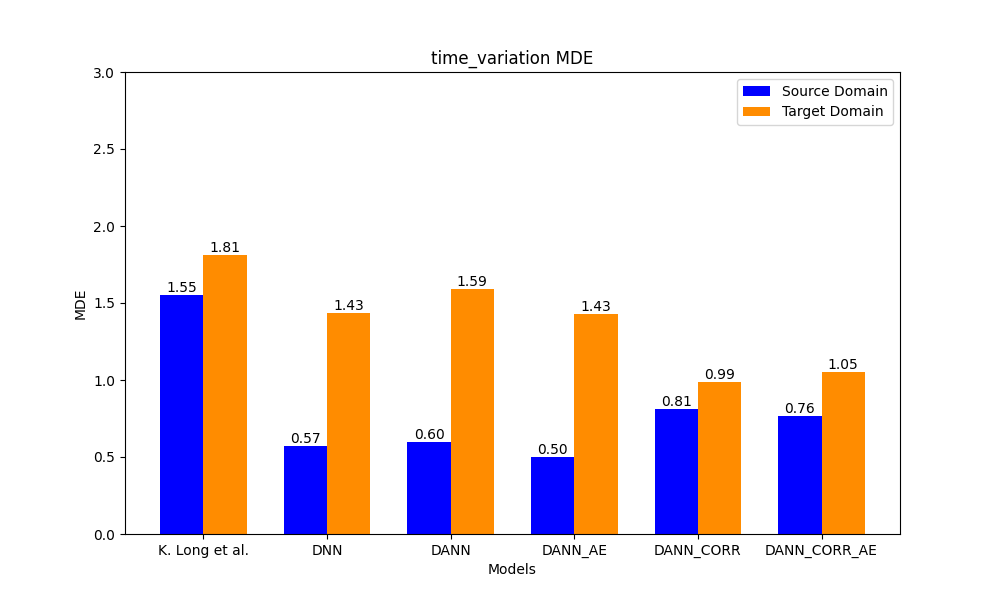 time_variation MDE
Source Domain
Target Domain
MDE
3.0
2.5
2.0
1.5
1.0
0.5
0.0
1.55
1.81
0.57
1.43
0.60
1.59
0.50
1.43
0.81
0.99
0.76
1.05
K. Long et al.
DNN
DANN
DANN_AE
DANN_CORR
DANN_CORR_AE
Models